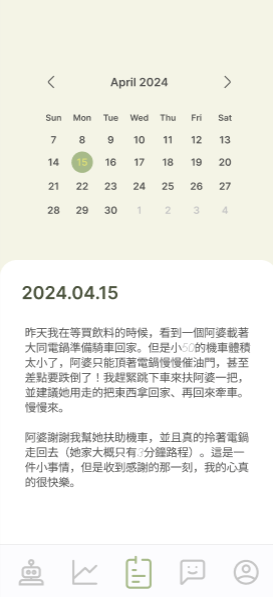 April 2024
Sun Mon Tue Wed Thu Fri Sat
7 8 9 10 11 12 13
14 15 16 17 18 19 20
21 22 23 24 25 26 27
28 29 30 1 2 3 4
2024.04.15
昨天我在等買飲料的時候，看到一個阿婆載著
大同電鍋準備騎車回家。但是小50的機車體積
太小了，阿婆只能頂著電鍋慢慢催油門，甚至
差點要跌倒了！我趕緊跳下車來扶阿婆一把，
並建議她用走的把東西拿回家、再回來牽車。
慢慢來。
阿婆謝謝我幫她扶助機車，並且真的拎著電鍋
走回去（她家大概只有3分鐘路程）。這是一
件小事情，但是收到感謝的那一刻，我的心真
的很快樂。